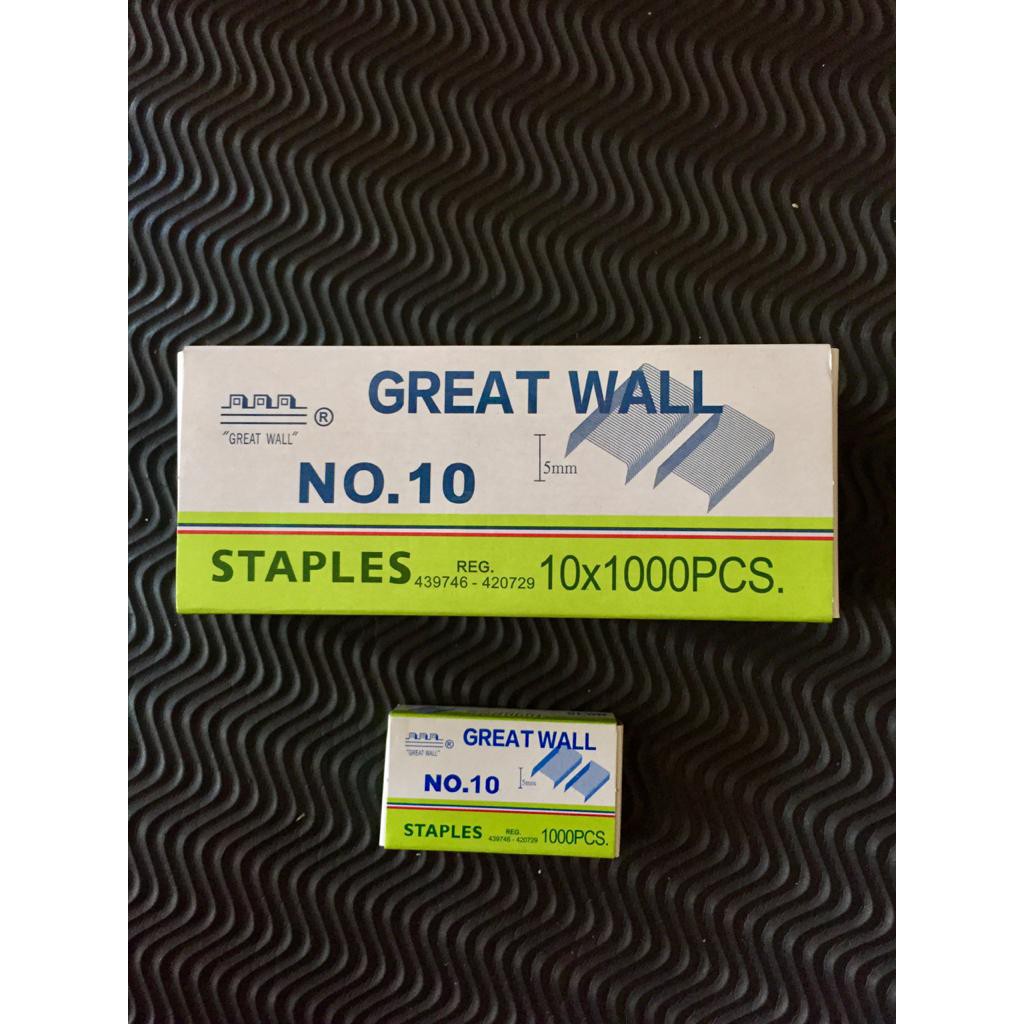 GREAT WALL
®
"GREAT WALL"
5mm
NO.10
STAPLES
REG.
439746 - 420729
10x1000PCS.
GREAT WALL
®
"GREAT WALL"
NO.10
5mm
STAPLES
REG.
439746 - 420729
1000PCS.